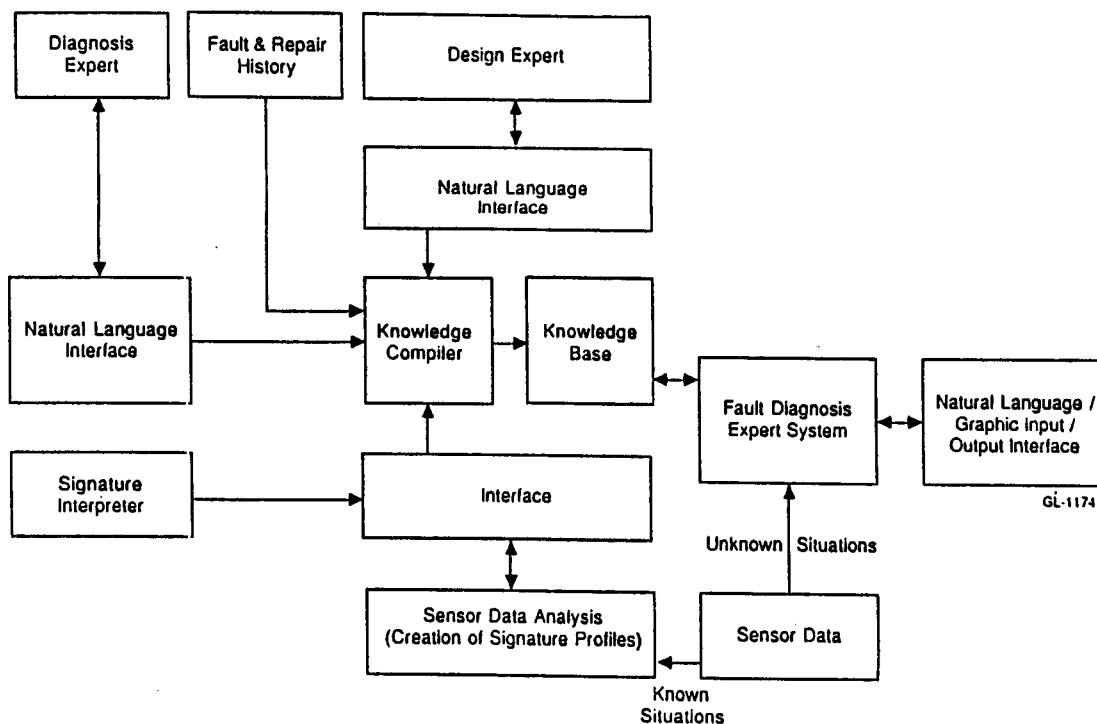 Diagnosis
Expert
Fault & Repair
History
Design Expert
Natural Language
Interface
Natural Language
Interface
Knowledge
Compiler
Knowledge
Base
Fault Diagnosis
Expert System
Natural Language /
Graphic Input /
Output Interface
GL-1174
Signature
Interpreter
Interface
Unknown Situations
Sensor Data Analysis
(Creation of Signature Profiles)
Sensor Data
Known
Situations